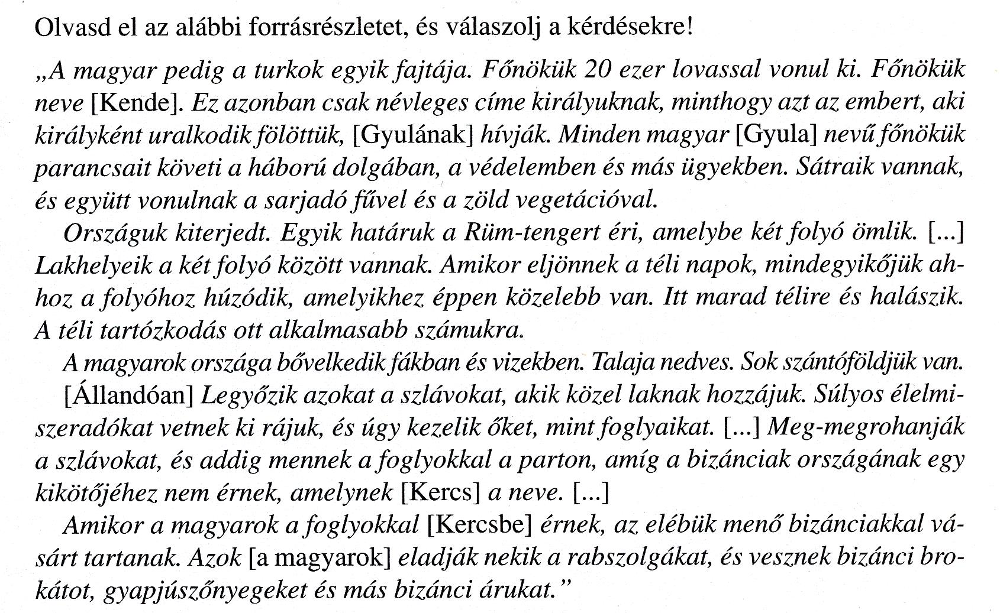 Olvasd el az alábbi forrásrészletet, és válaszolj a kérdésekre!
„A magyar pedig a turkok egyik fajtája. Főnökük 20 ezer lovassal vonul ki. Főnökük
neve [Kende]. Ez azonban csak névleges címe királyuknak, minthogy azt az embert, aki
királyként uralkodik fölöttük, [Gyulának] hívják. Minden magyar [Gyula] nevű főnökük
parancsait követi a háború dolgában, a védelemben és más ügyekben. Sátraik vannak,
és együtt vonulnak a sarjadó fűvel és a zöld vegetációval.
Országuk kiterjedt. Egyik határuk a Rüm-tengert éri, amelybe két folyó ömlik. [...]
Lakhelyeik a két folyó között vannak. Amikor eljönnek a téli napok, mindegyikőjük ah-
hoz a folyóhoz húzódik, amelyikhez éppen közelebb van. Itt marad télire és halászik.
A téli tartózkodás ott alkalmasabb számukra.
A magyarok országa bővelkedik fákban és vizekben. Talaja nedves. Sok szántóföldjük van.
[Állandóan] Legyőzik azokat a szlávokat, akik közel laknak hozzájuk. Súlyos élelmi-
szeradókat vetnek ki rájuk, és úgy kezelik őket, mint foglyaikat. [...] Meg-megrohanják
a szlávokat, és addig mennek a foglyokkal a parton, amíg a bizánciak országának egy
kikötőjéhez nem érnek, amelynek [Kercs] a neve. [...]
Amikor a magyarok a foglyokkal [Kercsbe] érnek, az elébük menő bizánciakkal vá-
sárt tartanak. Azok [a magyarok] eladják nekik a rabszolgákat, és vesznek bizánci bro-
kátot, gyapjúszőnyegeket és más bizánci árukat.”